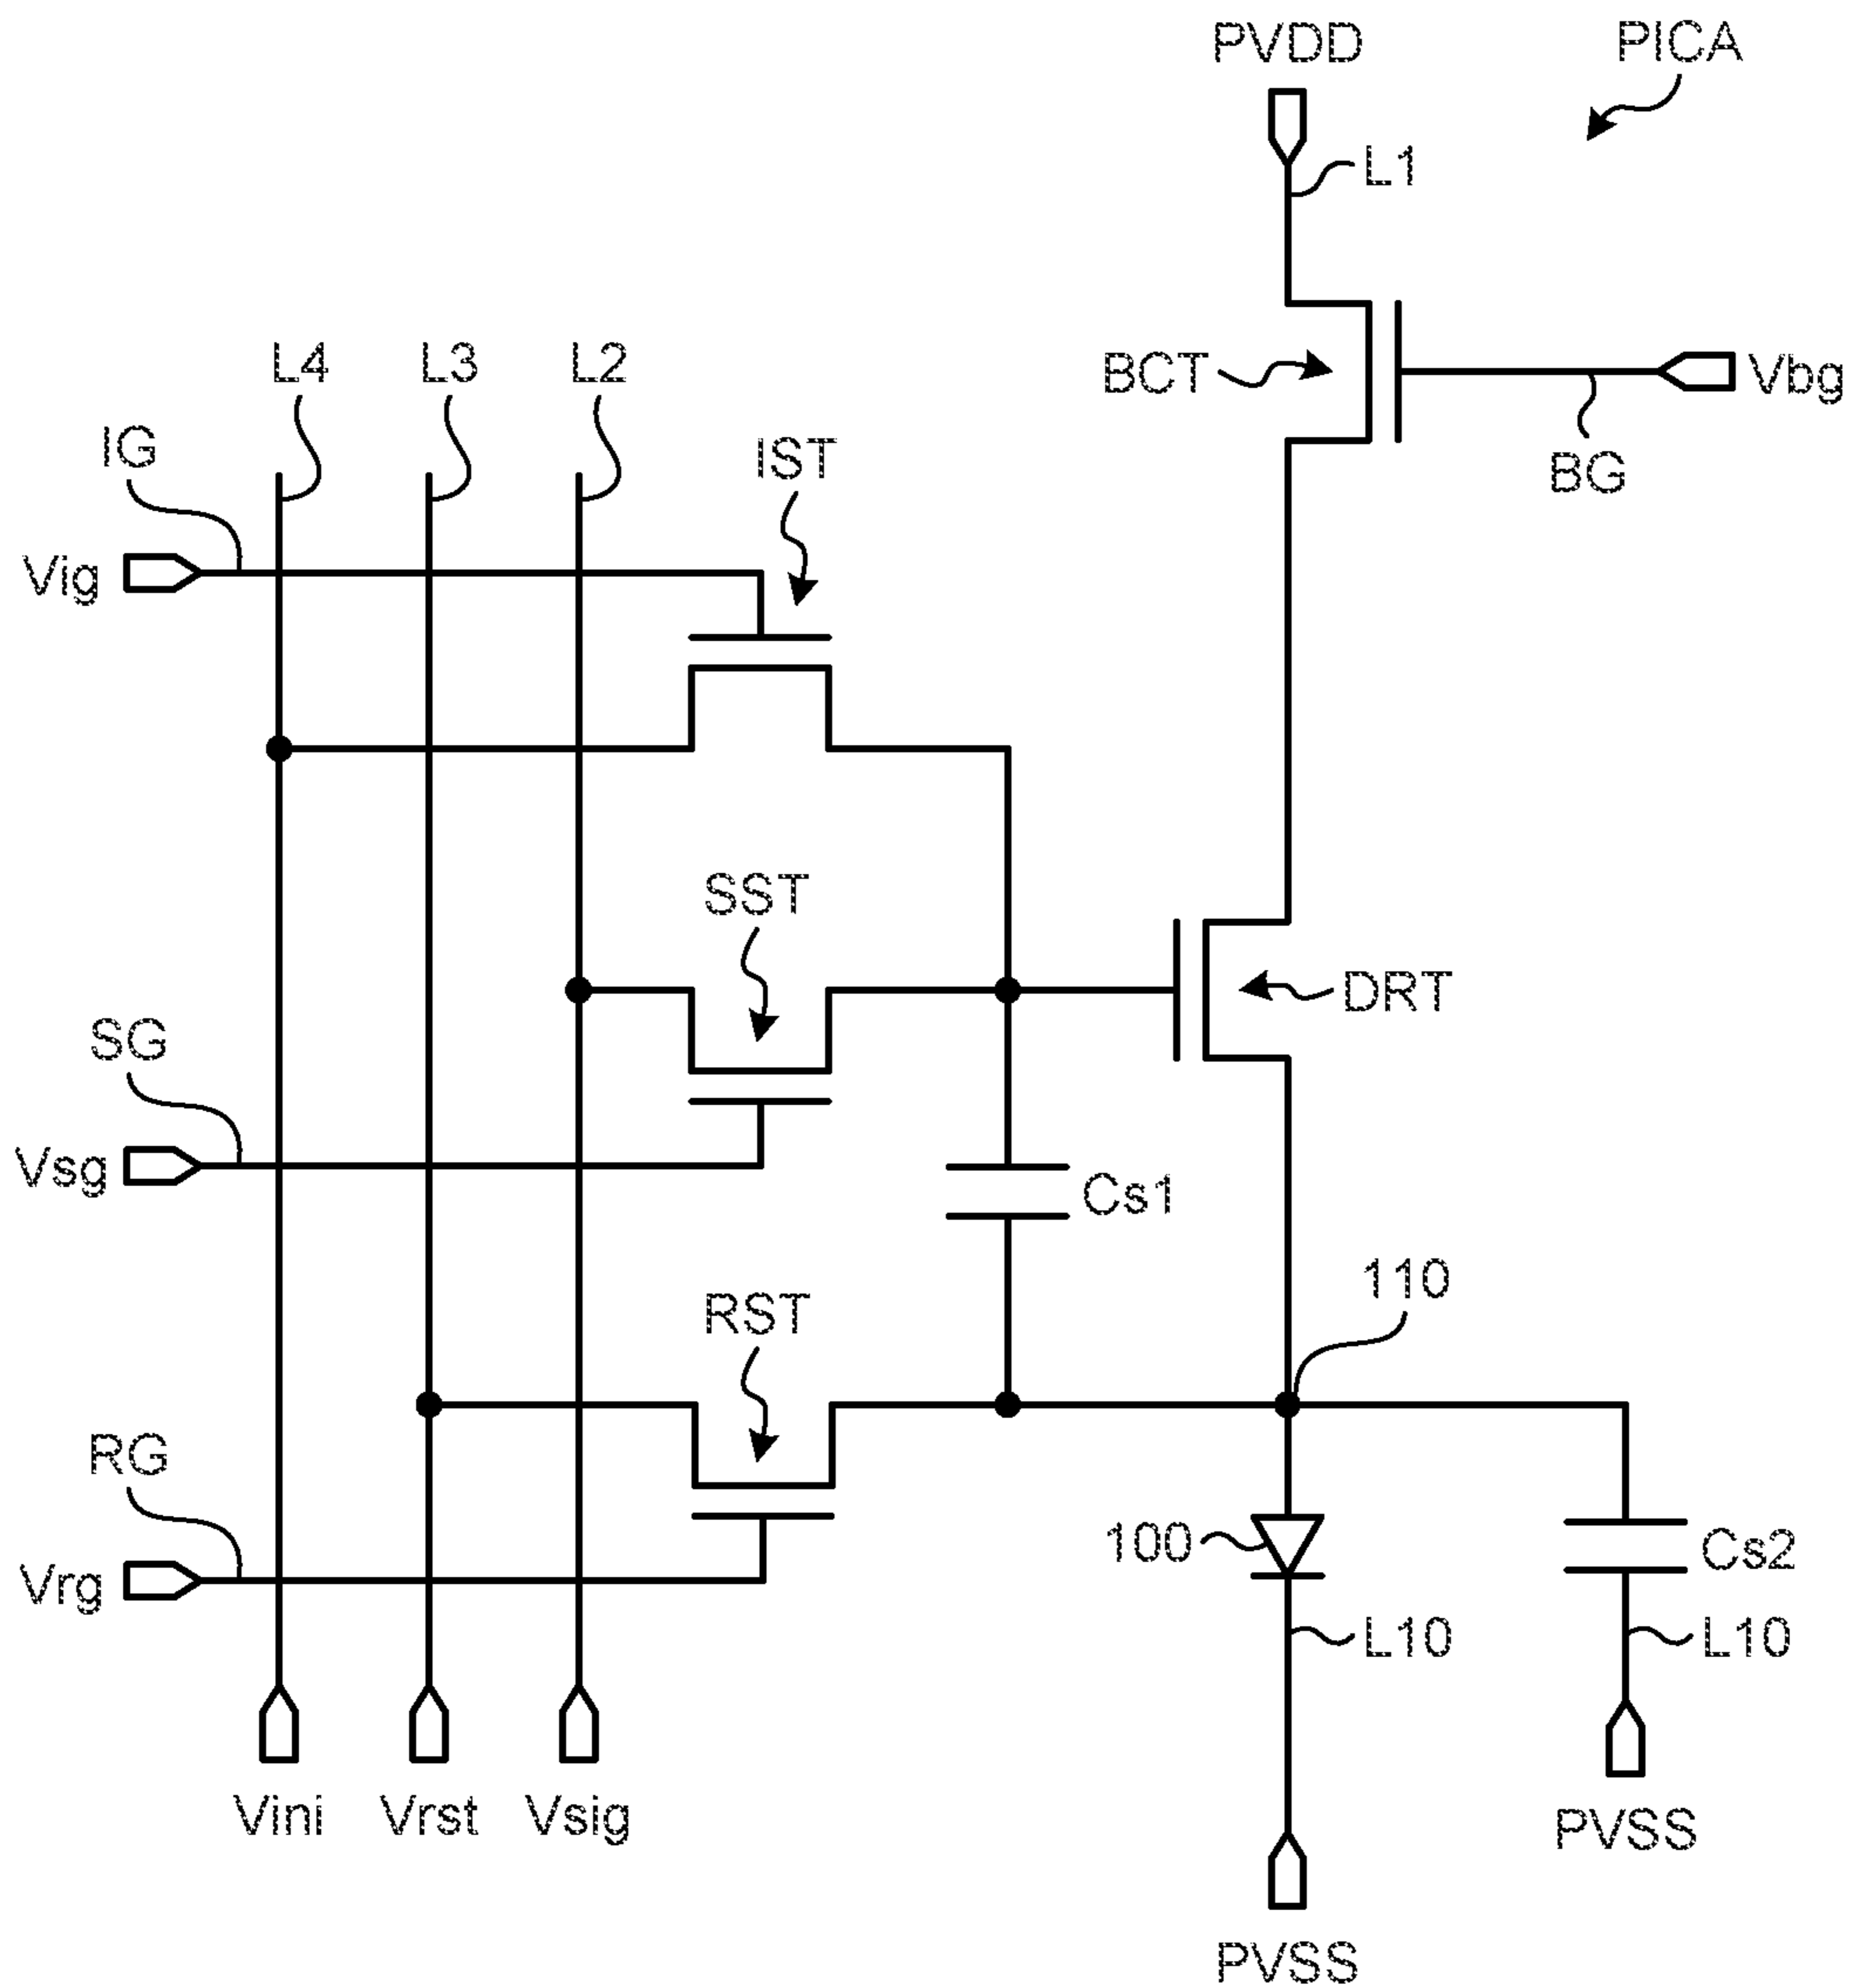 PVDD
PICA
L1
L4
L3
L2
BCT
Vbg
IG
IST
BG
Vig
SST
DRT
SG
Vsg
Cs1
110
RST
RG
100
Cs2
Vrg
L10
L10
Vini
Vrst
Vsig
PVSS
PVSS